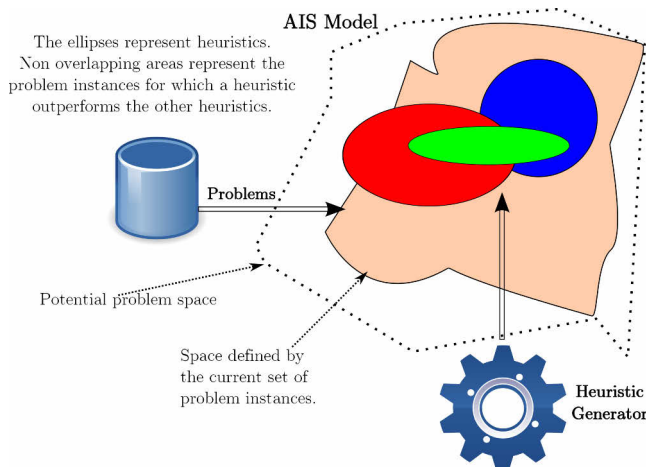 AIS Model
The ellipses represent heuristics.
Non overlapping areas represent the
problem instances for which a heuristic
outperforms the other heuristics.
Problems
Potential problem space
Space defined by
the current set of
problem instances.
Heuristic
Generator